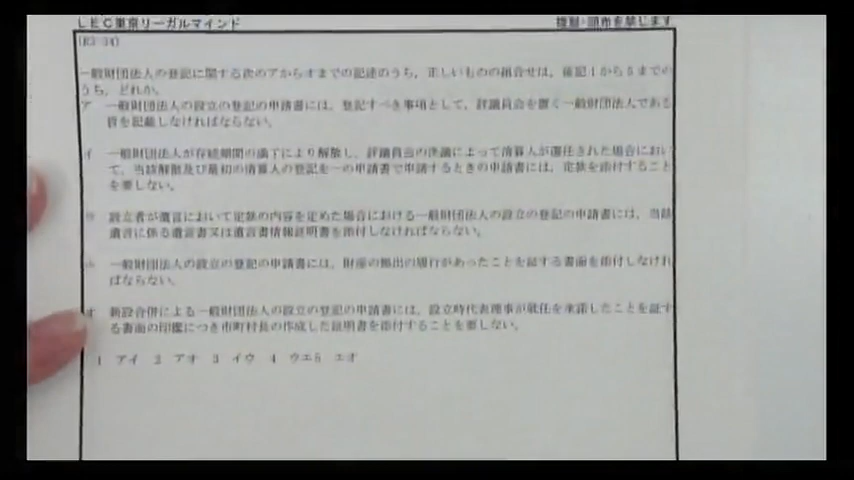 LEC東京リーガルマインド
複製・頒布を禁じます
(R3-34)
一般財団法人の登記に関する次のアからオまでの記述のうち、正しいものの組合せは、後記1から5までの
うち、どれか。
ア 一般財団法人の設立の登記の申請書には、登記すべき事項として、評議員会を置く一般財団法人である
旨を記載しなければならない。
イ 一般財団法人が存続期間の満了により解散し、評議員会の決議によって清算人が選任された場合におい
て、当該解散及び最初の清算人の登記を一の申請書で申請するときの申請書には、定款を添付すること
を要しない。
ウ 設立者が遺言において定款の内容を定めた場合における一般財団法人の設立の登記の申請書には、当該
遺言に係る遺言書又は遺言書情報証明書を添付しなければならない。
エ 一般財団法人の設立の登記の申請書には、財産の拠出の履行があったことを証する書面を添付しなけれ
ばならない。
オ 新設合併による一般財団法人の設立の登記の申請書には、設立時代表理事が就任を承諾したことを証す
る書面の印鑑につき市町村長の作成した証明書を添付することを要しない。
1 アイ 2 アオ 3 イウ 4 ウエ5 エオ